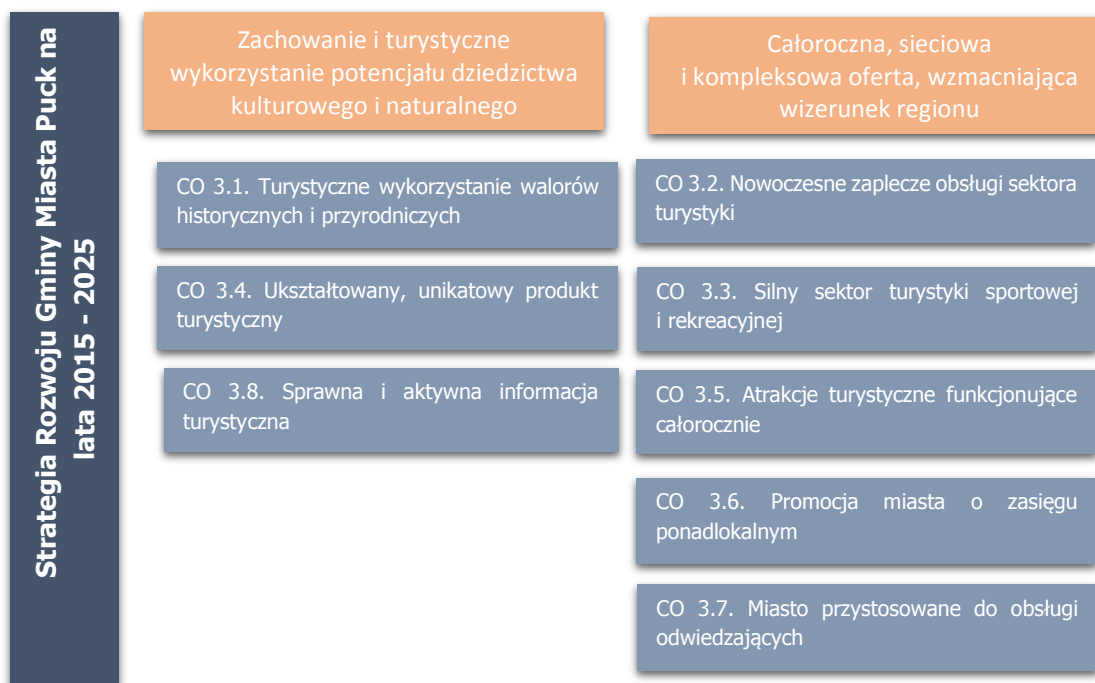 Strategia Rozwoju Gminy Miasta Puck na
lata 2015 - 2025
Zachowanie i turystyczne
wykorzystanie potencjału dziedzictwa
kulturowego i naturalnego
CO 3.1. Turystyczne wykorzystanie walorów
historycznych i przyrodniczych
CO 3.4. Ukształtowany, unikatowy produkt
turystyczny
CO 3.8. Sprawna i aktywna informacja
turystyczna
Całoroczna, sieciowa
i kompleksowa oferta, wzmacniająca
wizerunek regionu
CO 3.2. Nowoczesne zaplecze obsługi sektora
turystyki
CO 3.3. Silny sektor turystyki sportowej
i rekreacyjnej
CO 3.5. Atrakcje turystyczne funkcjonujące
całorocznie
CO 3.6. Promocja miasta o zasięgu
ponadlokalnym
CO 3.7. Miasto przystosowane do obsługi
odwiedzających